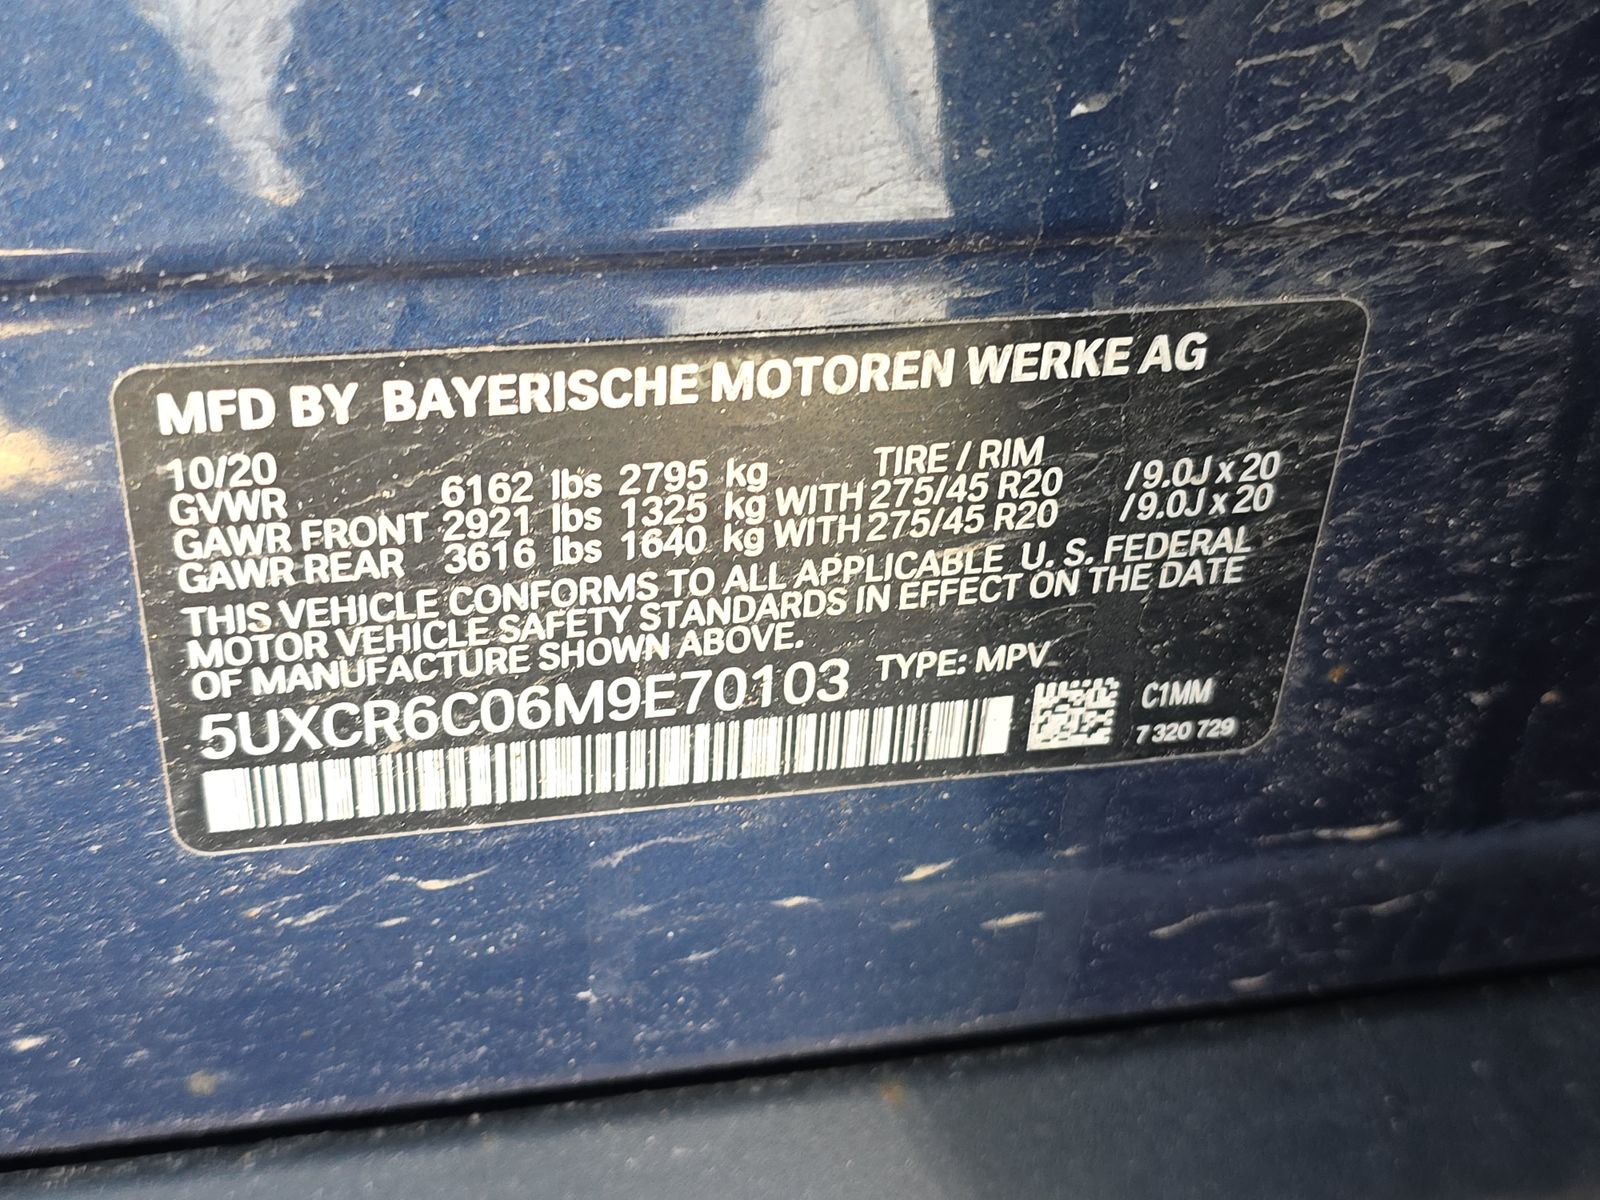 MFD BY BAYERISCHE MOTOREN WERKE AG
10/20 TIRE / RIM
GVWR 6162 lbs 2795 kg
GAWR FRONT 2921 lbs 1325 kg WITH 275/45 R20 / 9.0J x 20
GAWR REAR 3616 lbs 1640 kg WITH 275/45 R20 / 9.0J x 20
THIS VEHICLE CONFORMS TO ALL APPLICABLE U. S. FEDERAL
MOTOR VEHICLE SAFETY STANDARDS IN EFFECT ON THE DATE
OF MANUFACTURE SHOWN ABOVE.
5UXCR6C06M9E70103 TYPE: MPV
C1MM
7 320 729